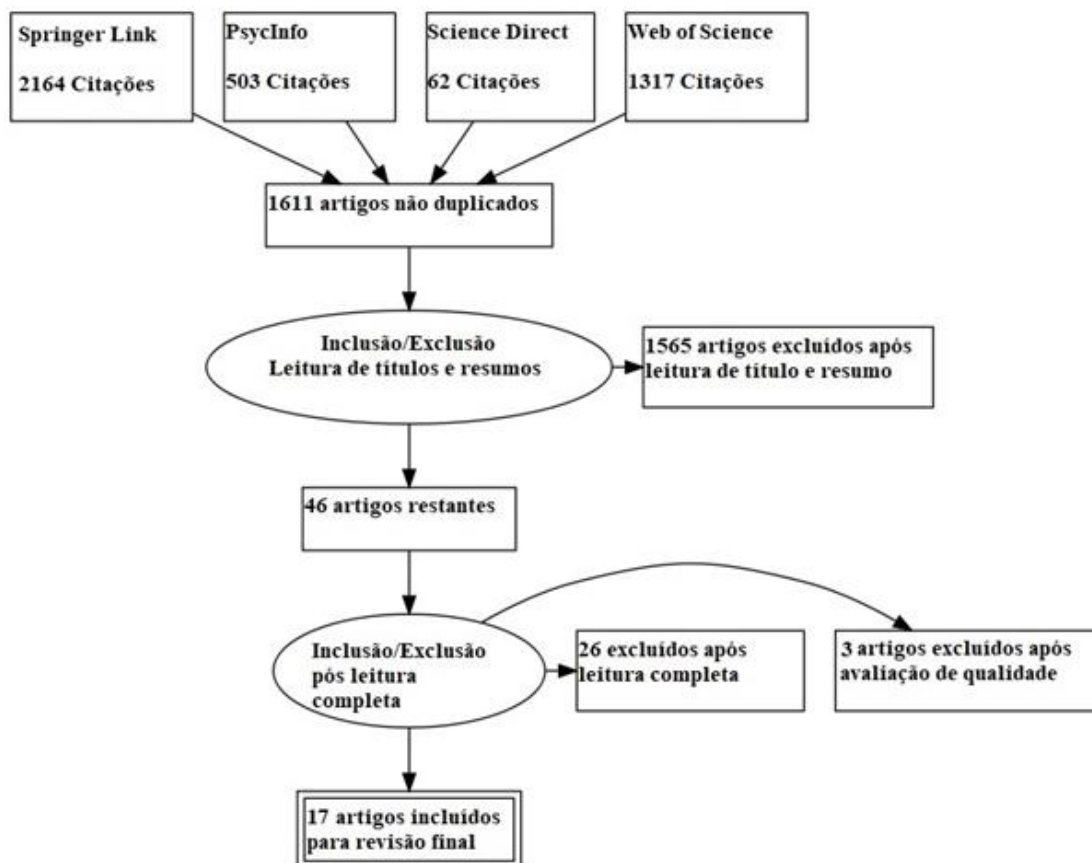 Springer Link
2164 Citações
PsycInfo
503 Citações
Science Direct
62 Citações
Web of Science
1317 Citações
1611 artigos não duplicados
Inclusão/Exclusão
Leitura de títulos e resumos
1565 artigos excluídos após
leitura de título e resumo
46 artigos restantes
Inclusão/Exclusão
pós leitura
completa
26 excluídos após
leitura completa
3 artigos excluídos após
avaliação de qualidade
17 artigos incluídos
para revisão final